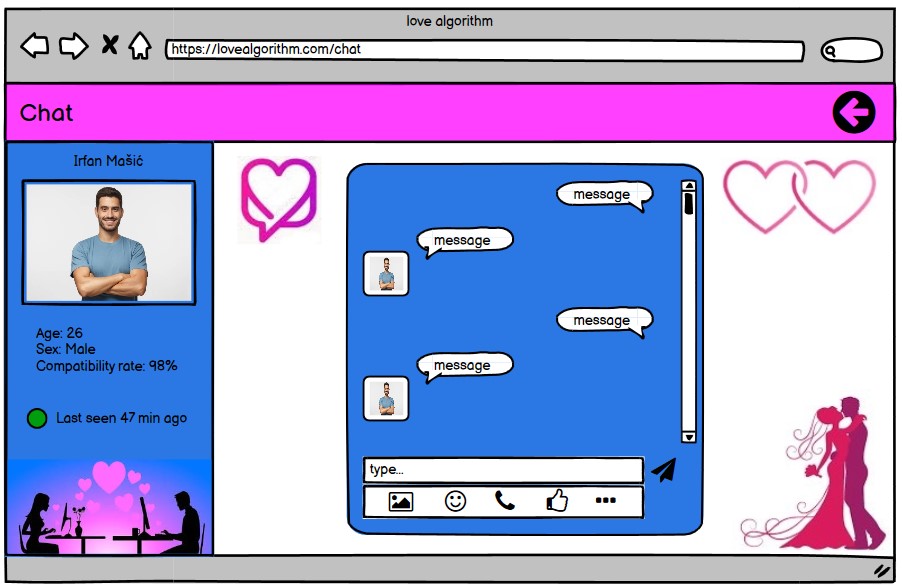 love algorithm
https://lovealgorithm.com/chat
Chat
Irfan Mašić
Age: 26
Sex: Male
Compatibility rate: 98%
Last seen 47 min ago
message
message
message
message
type...